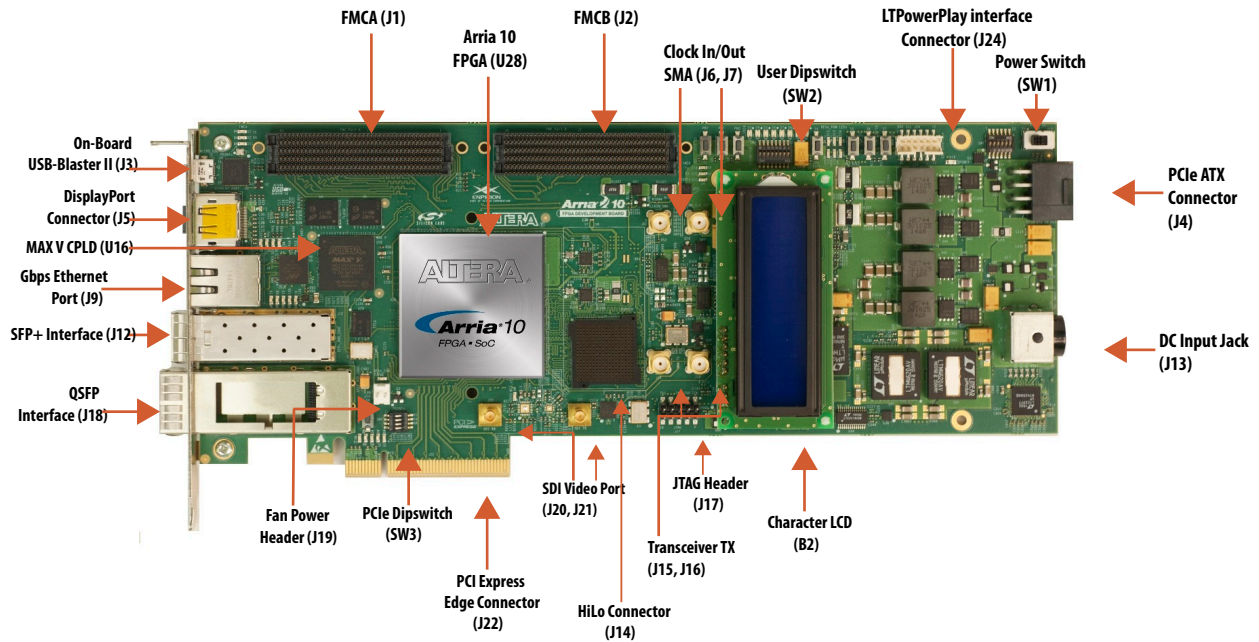 FMCA (J1)
Arria 10
FPGA (U28)
FMCB (J2)
Clock In/Out
SMA (J6, J7)
User Dipswitch
(SW2)
LTPowerPlay interface
Connector (J24)
Power Switch
(SW1)
On-Board
USB-Blaster II (J3)
DisplayPort
Connector (J5)
MAX V CPLD (U16)
Gbps Ethernet
Port (J9)
SFP+ Interface (J12)
QSFP
Interface (J18)
PCIe ATX
Connector
(J4)
DC Input Jack
(J13)
Arria 10
FPGA DEVELOPMENT BOARD
ALTERA
MAX V
ALTERA
Arria 10
FPGA • SoC
Fan Power
Header (J19)
PCIe Dipswitch
(SW3)
PCI Express
Edge Connector
(J22)
SDI Video Port
(J20, J21)
HiLo Connector
(J14)
Transceiver TX
(J15, J16)
JTAG Header
(J17)
Character LCD
(B2)